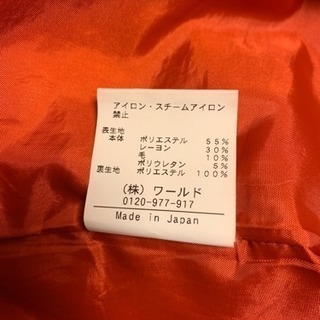 アイロン・スチームアイロン
禁止
表生地
本体 ポリエステル 55%
レーヨン 30%
毛 10%
ポリウレタン 5%
裏生地 ポリエステル 100%
(株) ワールド
0120-977-917
Made in Japan